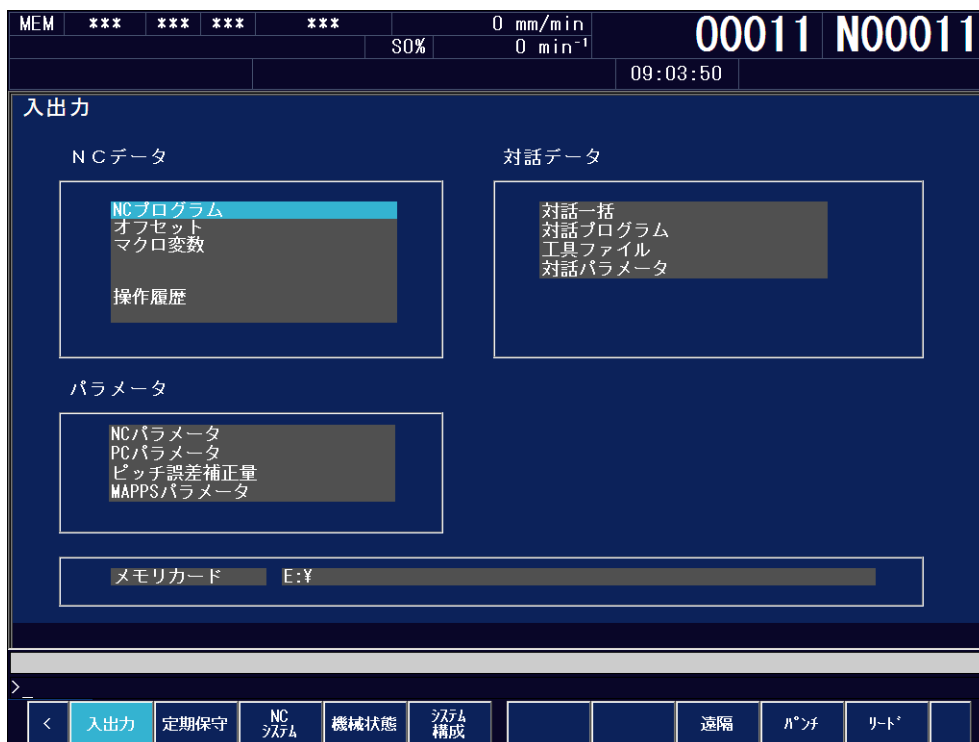 MEM *** *** *** *** 0 mm/min 00011 N00011
S0% 0 min⁻¹
09:03:50
入出力
NCデータ 対話データ
NCプログラム
オフセット
マクロ変数
操作履歴
対話一括
対話プログラム
工具ファイル
対話パラメータ
パラメータ
NCパラメータ
PCパラメータ
ピッチ誤差補正量
MAPPSパラメータ
メモリカード E:¥
>_
< 入出力 定期保守 NCシステム 機械状態 システム構成 遠隔 パンチ リード